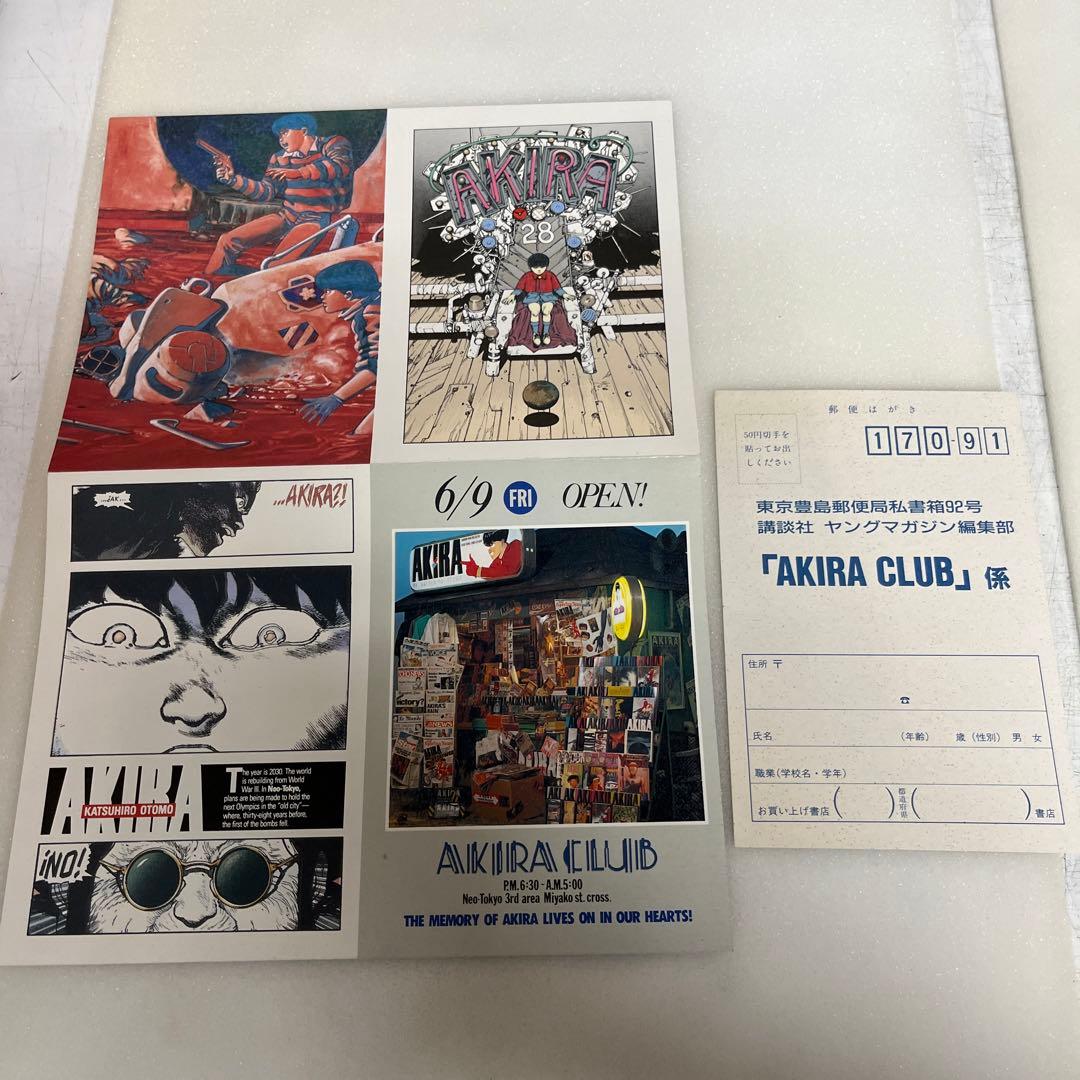 AKIRA
28
...ZAK...
...AKIRA?!
AKIRA
KATSUHIRO OTOMO
The year is 2030. The world
is rebuilding from World
War III. In Neo-Tokyo,
plans are being made to hold the
next Olympics in the "old city"—
where, thirty-eight years before,
the first of the bombs fell.
¡NO!
6/9 FRI OPEN!
AKIRA
AKIRA
AKIRA CLUB
P.M.6:30-A.M.5:00
Neo-Tokyo 3rd area Miyako st. cross.
THE MEMORY OF AKIRA LIVES ON IN OUR HEARTS!
郵便はがき
50円切手を
貼ってお出
しください
170-91
東京豊島郵便局私書箱92号
講談社 ヤングマガジン編集部
「AKIRA CLUB」係
住所 〒
☎
氏名 (年齢) 歳 (性別) 男 女
職業(学校名・学年)
お買い上げ書店( )都道府県( )書店